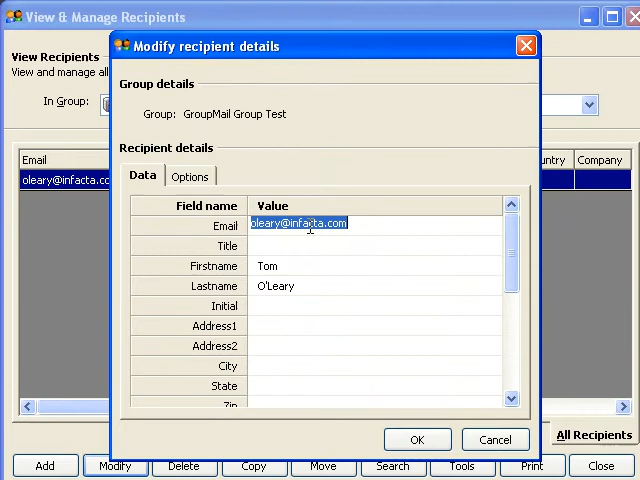 View & Manage Recipients
Modify recipient details
View Recipients
View and manage all
In Group:
Group details
Group: GroupMail Group Test
Recipient details
Data Options
Email
Company
oleary@infacta.co
Field name Value
Email oleary@infacta.com
Title
Firstname Tom
Lastname O'Leary
Initial
Address1
Address2
City
State
Zip
OK Cancel
All Recipients
Add Modify Delete Copy Move Search Tools Print Close